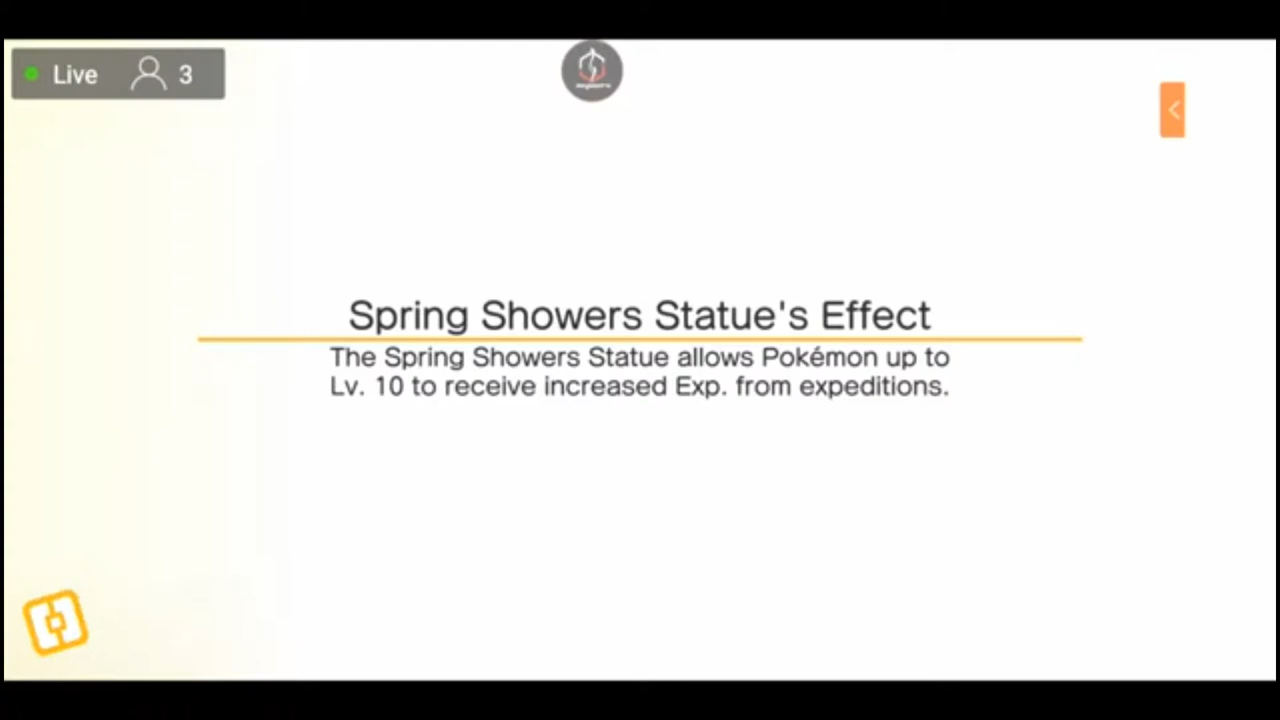 Live 3
Spring Showers Statue's Effect
The Spring Showers Statue allows Pokémon up to
Lv. 10 to receive increased Exp. from expeditions.